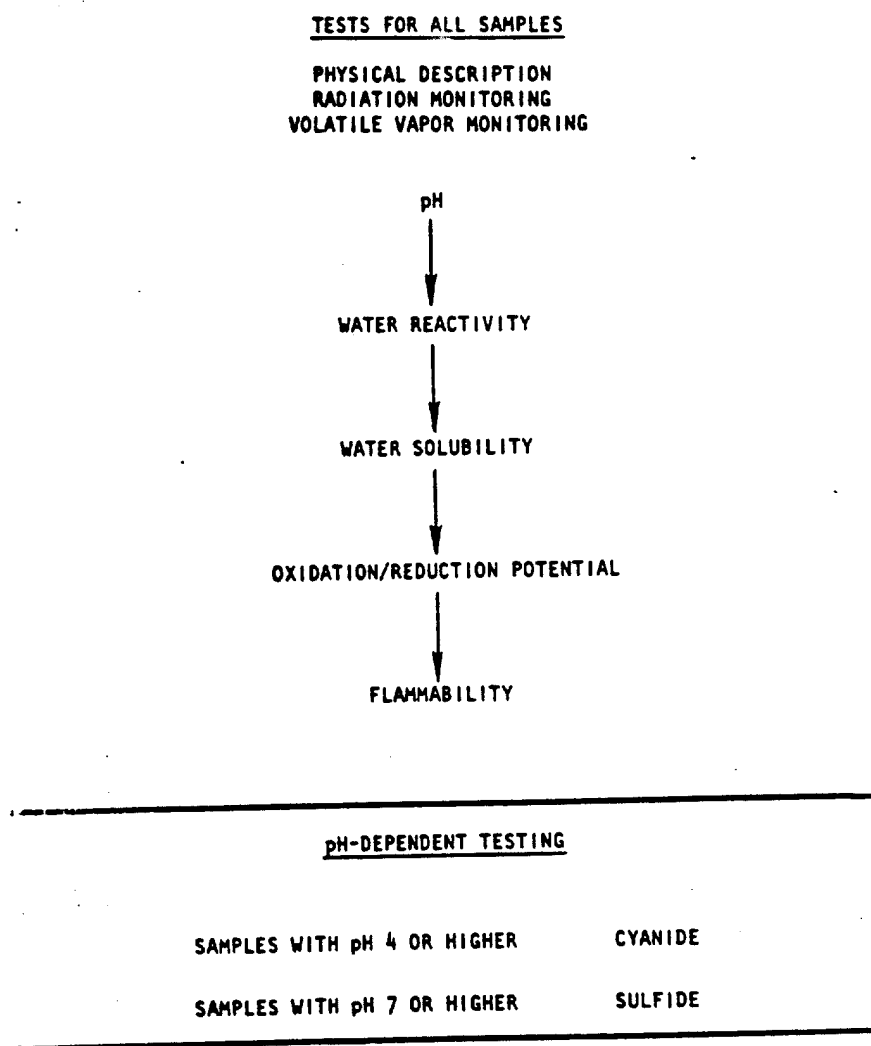 TESTS FOR ALL SAMPLES
PHYSICAL DESCRIPTION
RADIATION MONITORING
VOLATILE VAPOR MONITORING
pH
WATER REACTIVITY
WATER SOLUBILITY
OXIDATION/REDUCTION POTENTIAL
FLAMMABILITY
pH-DEPENDENT TESTING
SAMPLES WITH pH 4 OR HIGHER CYANIDE
SAMPLES WITH pH 7 OR HIGHER SULFIDE